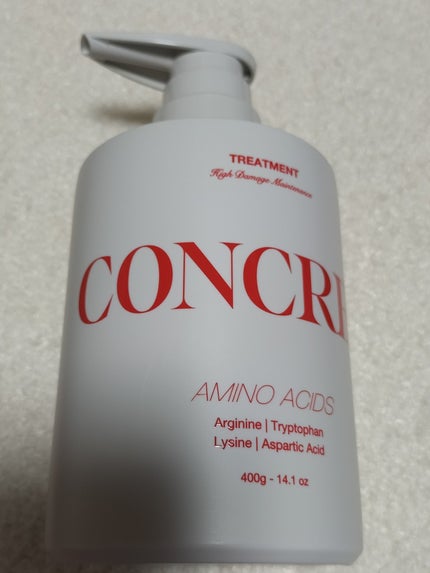 TREATMENT
High Damage Maintenance
CONCRI
AMINO ACIDS
Arginine | Tryptophan
Lysine | Aspartic Acid
400g - 14.1 oz